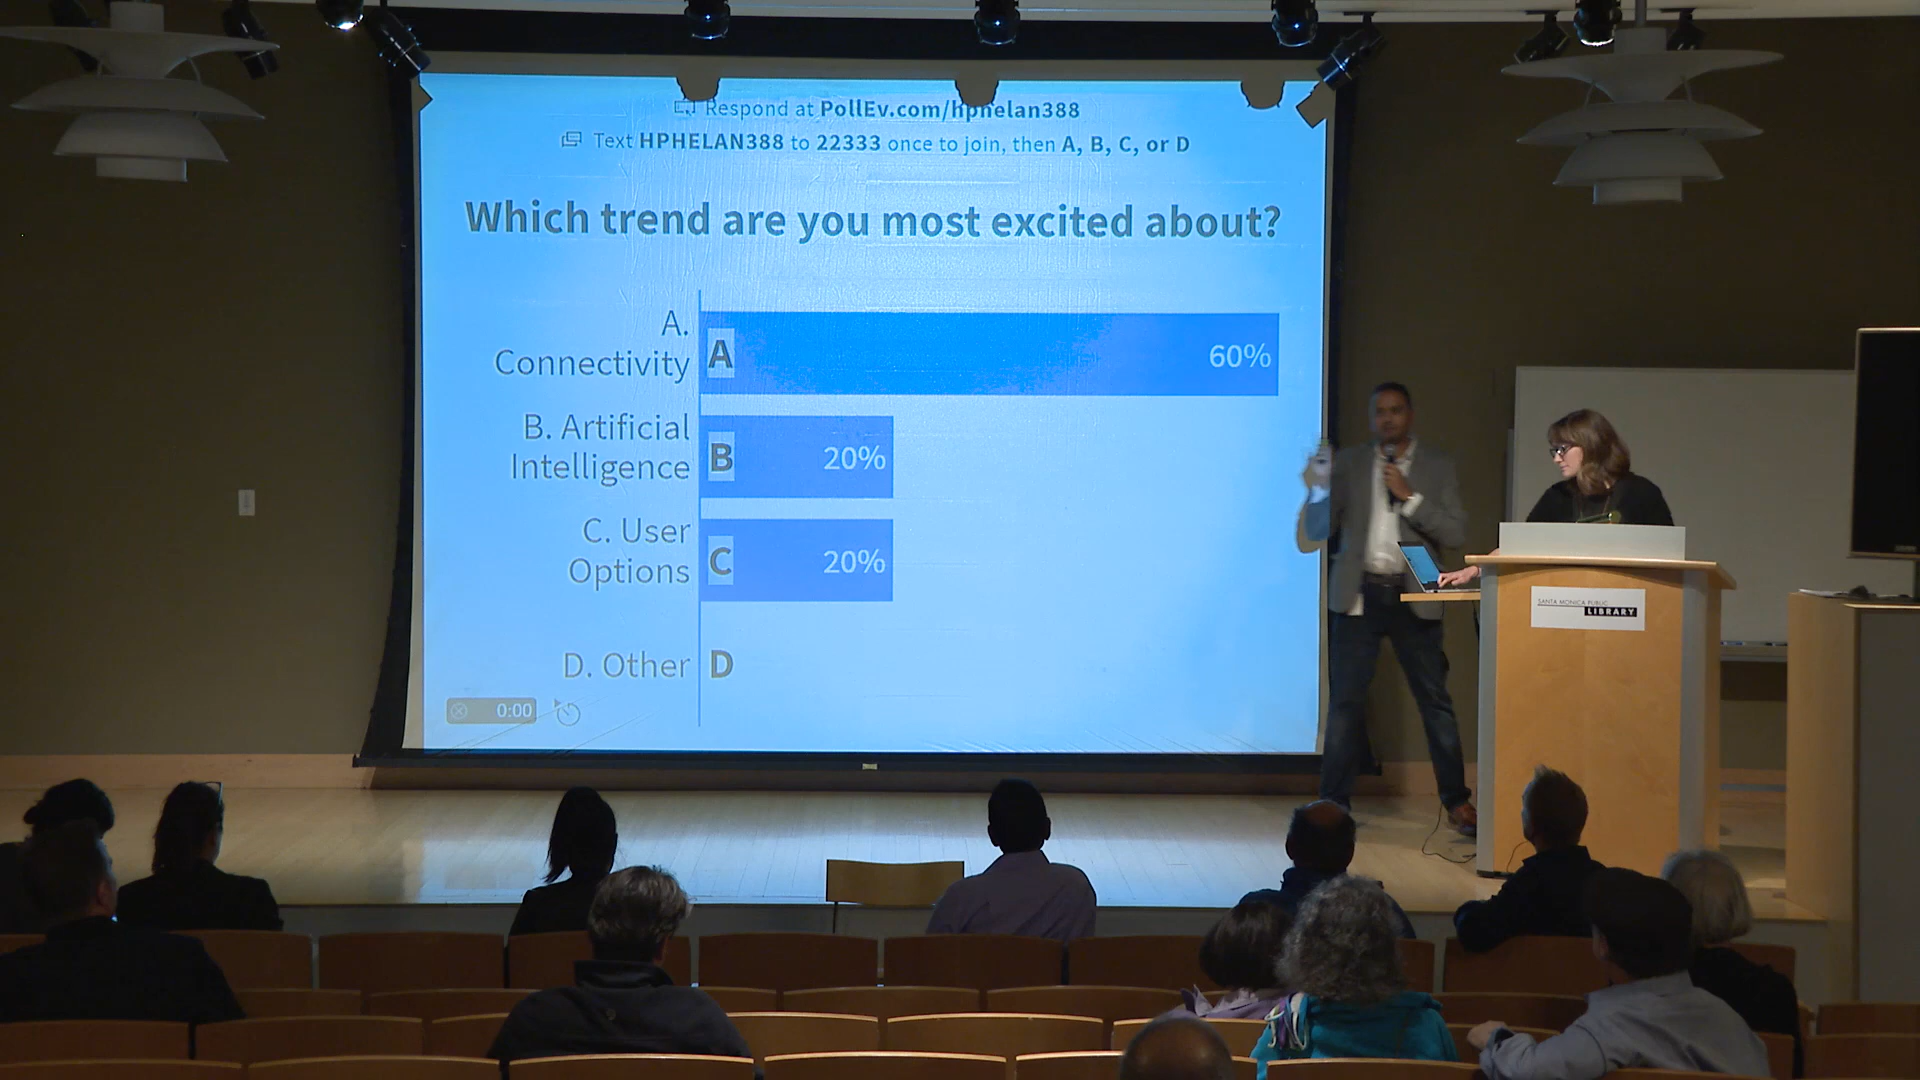 Respond at PollEv.com/hphelan388
Text HPHELAN388 to 22333 once to join, then A, B, C, or D
Which trend are you most excited about?
A.
Connectivity
A
60%
B. Artificial
Intelligence
B
20%
C. User
Options
C
20%
D. Other
D
0:00
SANTA MONICA PUBLIC
LIBRARY